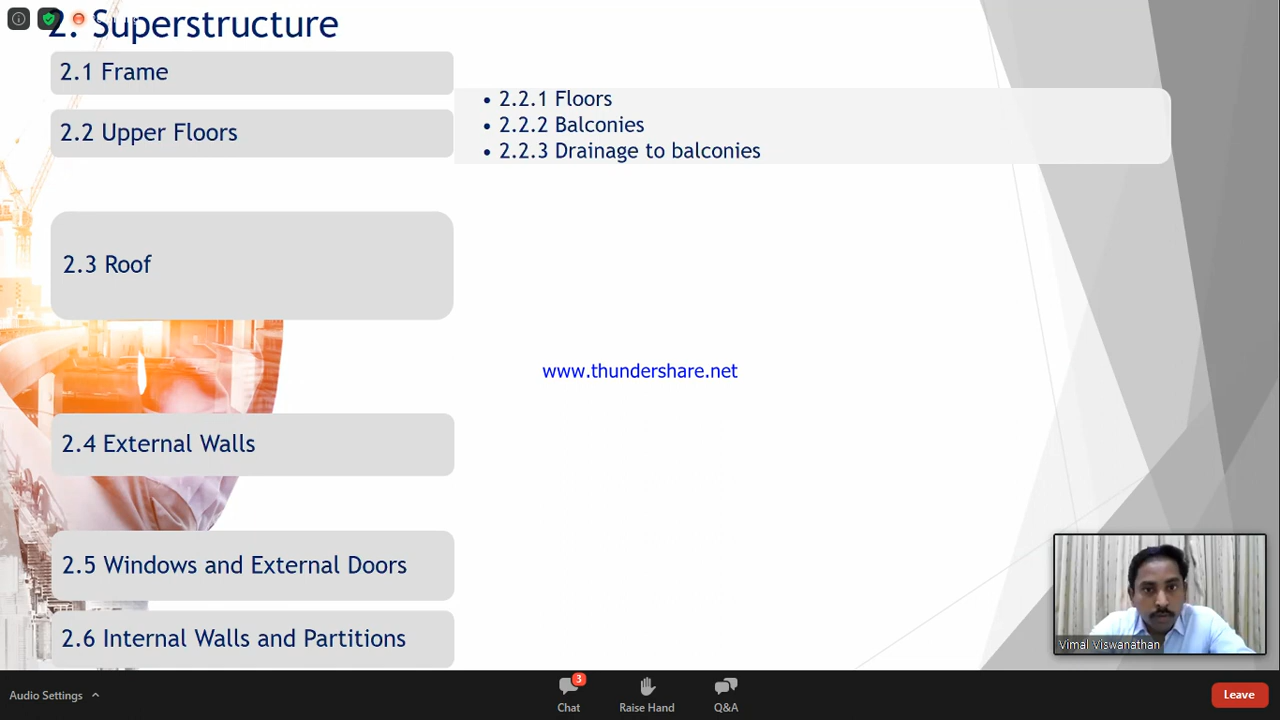 2. Superstructure
2.1 Frame
2.2 Upper Floors
• 2.2.1 Floors
• 2.2.2 Balconies
• 2.2.3 Drainage to balconies
2.3 Roof
www.thundershare.net
2.4 External Walls
2.5 Windows and External Doors
2.6 Internal Walls and Partitions
Vimal Viswanathan
Audio Settings
3
Chat
Raise Hand
Q&A
Leave